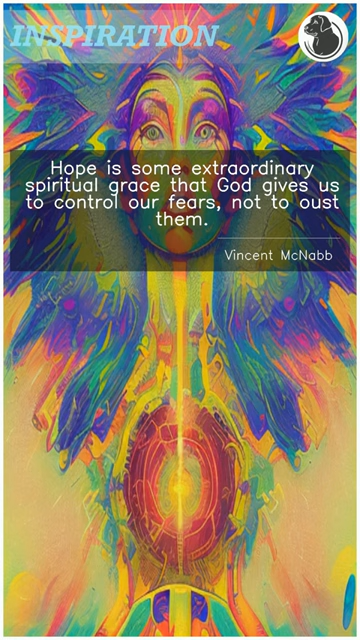 INSPIRATION
Hope is some extraordinary
spiritual grace that God gives us
to control our fears, not to oust
them.
Vincent McNabb